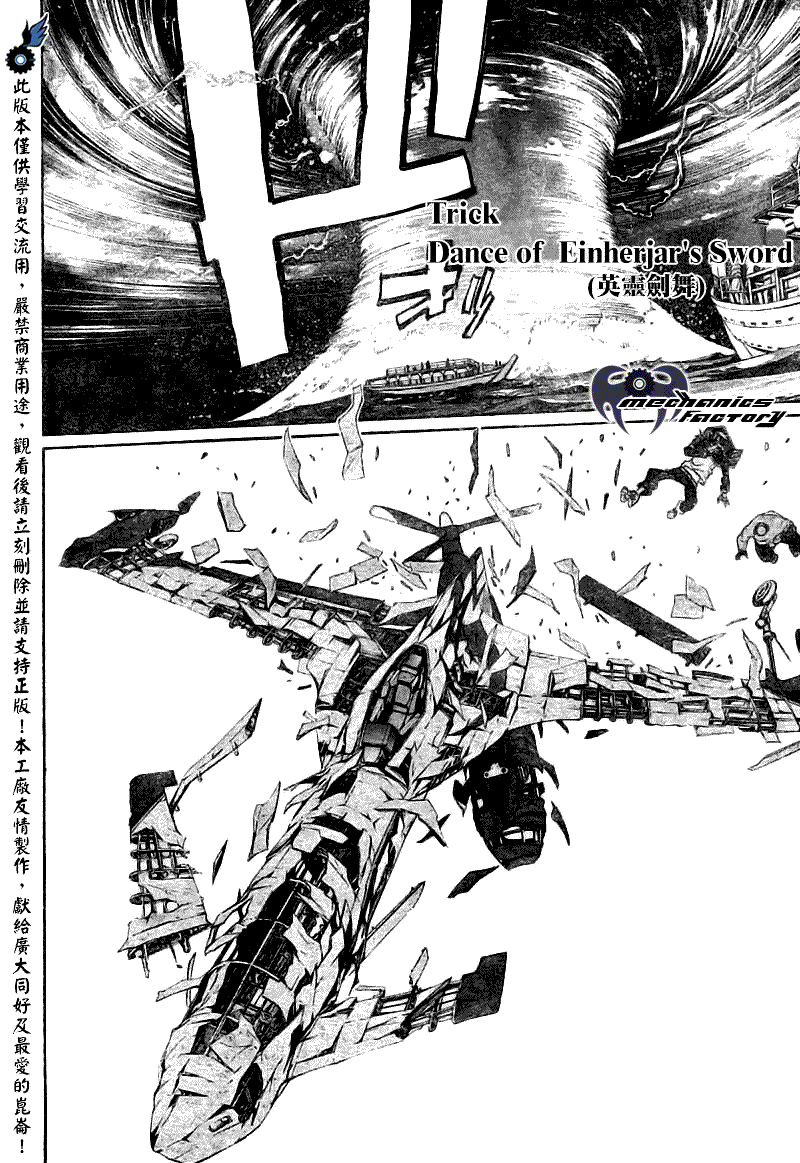 此版本僅供學習交流用，嚴禁商業用途，觀看後請立刻刪除並請支持正版！本工廠友情製作，獻給廣大同好及最愛的崑崙！
Trick
Dance of Einherjar's Sword
(英靈劍舞)
mechanics
factory